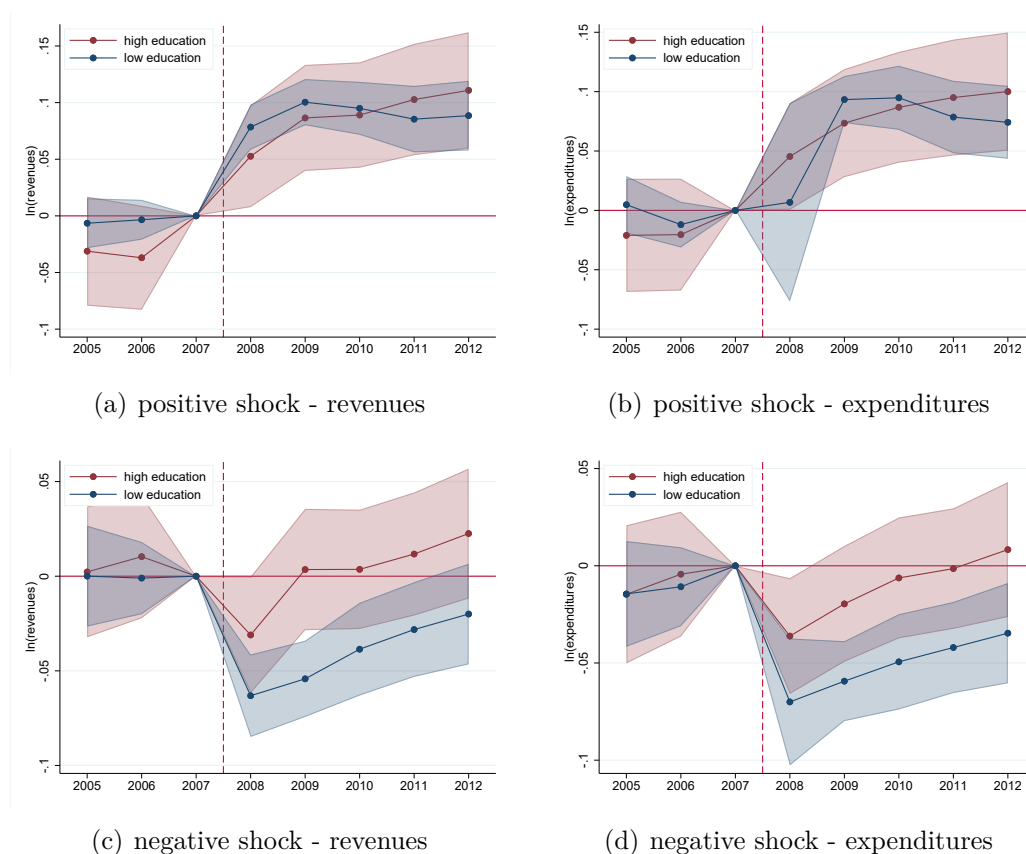 ln(revenues)
.15
.1
.05
0
-.05
-.1
high education
low education
2005 2006 2007 2008 2009 2010 2011 2012
(a) positive shock - revenues
ln(expenditures)
.15
.1
.05
0
-.05
-.1
high education
low education
2005 2006 2007 2008 2009 2010 2011 2012
(b) positive shock - expenditures
ln(revenues)
.05
0
-.05
-.1
high education
low education
2005 2006 2007 2008 2009 2010 2011 2012
(c) negative shock - revenues
ln(expenditures)
.05
0
-.05
-.1
high education
low education
2005 2006 2007 2008 2009 2010 2011 2012
(d) negative shock - expenditures